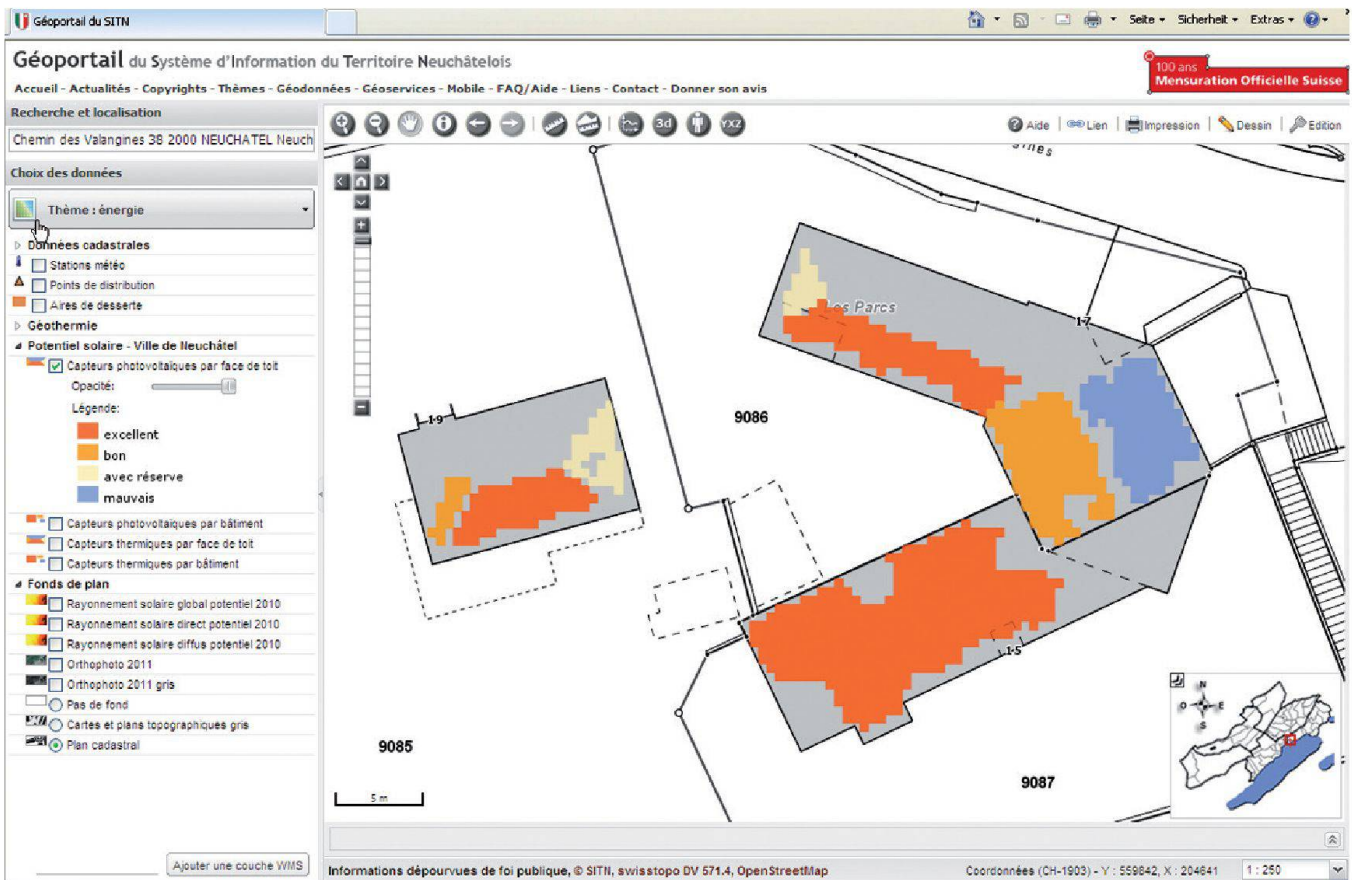 Géoportail du SITN
Seite
Sicherheit
Extras
Géoportail du Système d'Information du Territoire Neuchâtelois
100 ans
Mensuration Officielle Suisse
Accueil - Actualités - Copyrights - Thèmes - Géodonnées - Géoservices - Mobile - FAQ/Aide - Liens - Contact - Donner son avis
Recherche et localisation
Chemin des Valangines 38 2000 NEUCHATEL Neuch
3d
YXZ
Aide
Lien
Impression
Dessin
Edition
Choix des données
Thème : énergie
Données cadastrales
Stations météo
Points de distribution
Aires de desserte
Géothermie
Potentiel solaire - Ville de Neuchâtel
Capteurs photovoltaïques par face de toit
Opacité:
Légende:
excellent
bon
avec réserve
mauvais
Capteurs photovoltaïques par bâtiment
Capteurs thermiques par face de toit
Capteurs thermiques par bâtiment
Fonds de plan
Rayonnement solaire global potentiel 2010
Rayonnement solaire direct potentiel 2010
Rayonnement solaire diffus potentiel 2010
Orthophoto 2011
Orthophoto 2011 gris
Pas de fond
Cartes et plans topographiques gris
Plan cadastral
Ajouter une couche WMS
Les Parcs
17
19
9086
15
9085
9087
5 m
N
O
E
S
Informations dépourvues de foi publique, © SITN, swisstopo DV 571.4, OpenStreetMap
Coordonnées (CH-1903) - Y : 559842, X : 204641
1 : 250